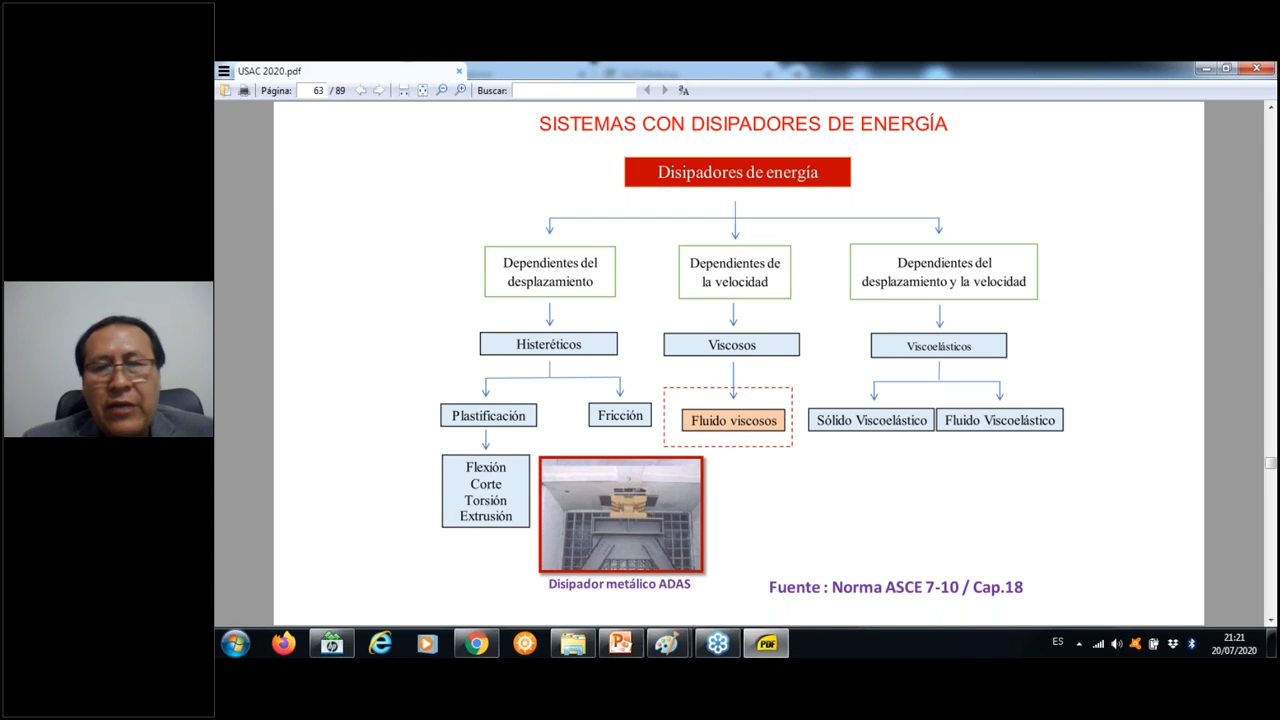 USAC 2020.pdf
Página: 63 / 89 Buscar:
SISTEMAS CON DISIPADORES DE ENERGÍA
Disipadores de energía
Dependientes del
desplazamiento
Dependientes de
la velocidad
Dependientes del
desplazamiento y la velocidad
Histeréticos
Viscosos
Viscoelásticos
Plastificación
Fricción
Fluido viscosos
Sólido Viscoelástico
Fluido Viscoelástico
Flexión
Corte
Torsión
Extrusión
Disipador metálico ADAS
Fuente : Norma ASCE 7-10 / Cap.18
PDF
ES
21:21
20/07/2020